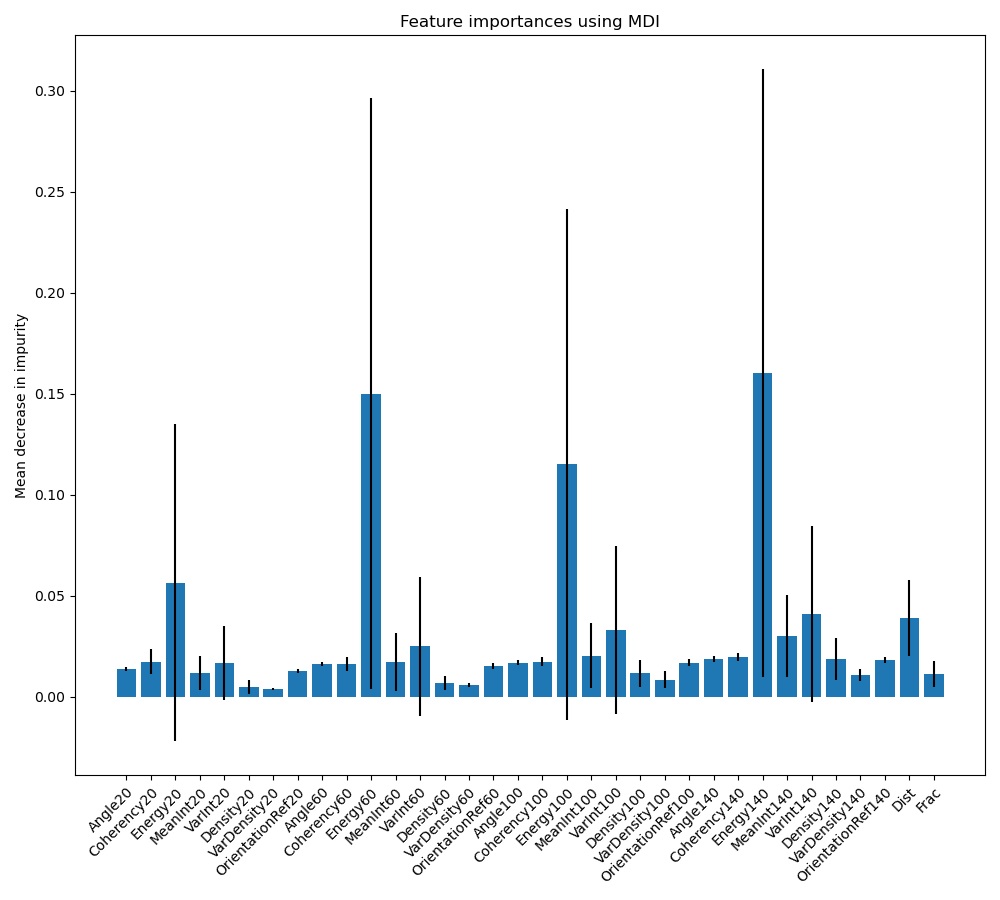 Feature importances using MDI
Mean decrease in impurity
0.30
0.25
0.20
0.15
0.10
0.05
0.00
Angle20
Coherency20
Energy20
MeanInt20
VarInt20
Density20
VarDensity20
OrientationRef20
Angle60
Coherency60
Energy60
MeanInt60
VarInt60
Density60
VarDensity60
OrientationRef60
Angle100
Coherency100
Energy100
MeanInt100
VarInt100
Density100
VarDensity100
OrientationRef100
Angle140
Coherency140
Energy140
MeanInt140
VarInt140
Density140
VarDensity140
OrientationRef140
Dist
Frac